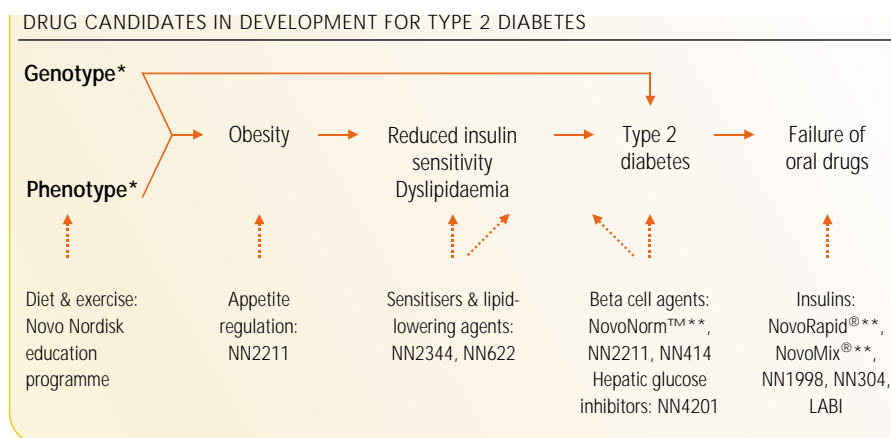 DRUG CANDIDATES IN DEVELOPMENT FOR TYPE 2 DIABETES
Genotype*
Obesity
Reduced insulin
sensitivity
Dyslipidaemia
Type 2
diabetes
Failure of
oral drugs
Phenotype*
Diet & exercise:
Novo Nordisk
education
programme
Appetite
regulation:
NN2211
Sensitisers & lipid-
lowering agents:
NN2344, NN622
Beta cell agents:
NovoNorm™**,
NN2211, NN414
Hepatic glucose
inhibitors: NN4201
Insulins:
NovoRapid®**,
NovoMix®**,
NN1998, NN304,
LABI